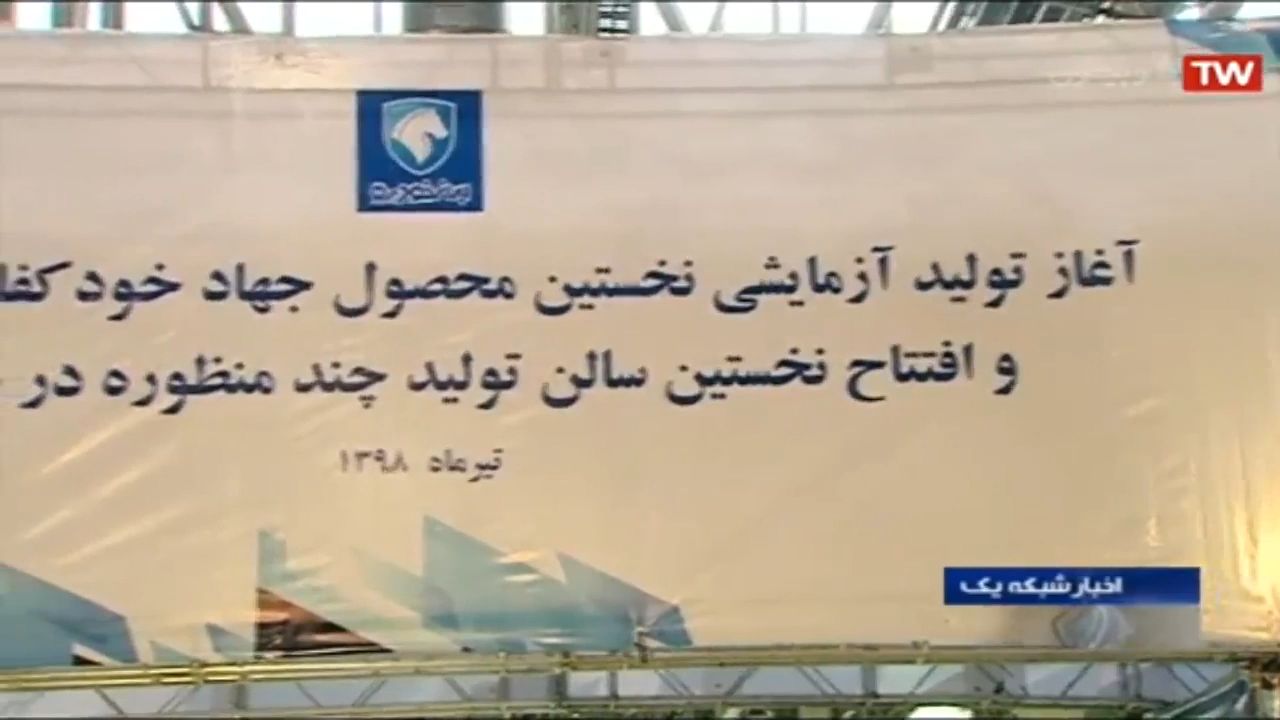 TW
ایران‌خودرو
آغاز تولید آزمایشی نخستین محصول جهاد خودکفا
و افتتاح نخستین سالن تولید چند منظوره در
تیرماه ۱۳۹۸
اخبار شبکه یک